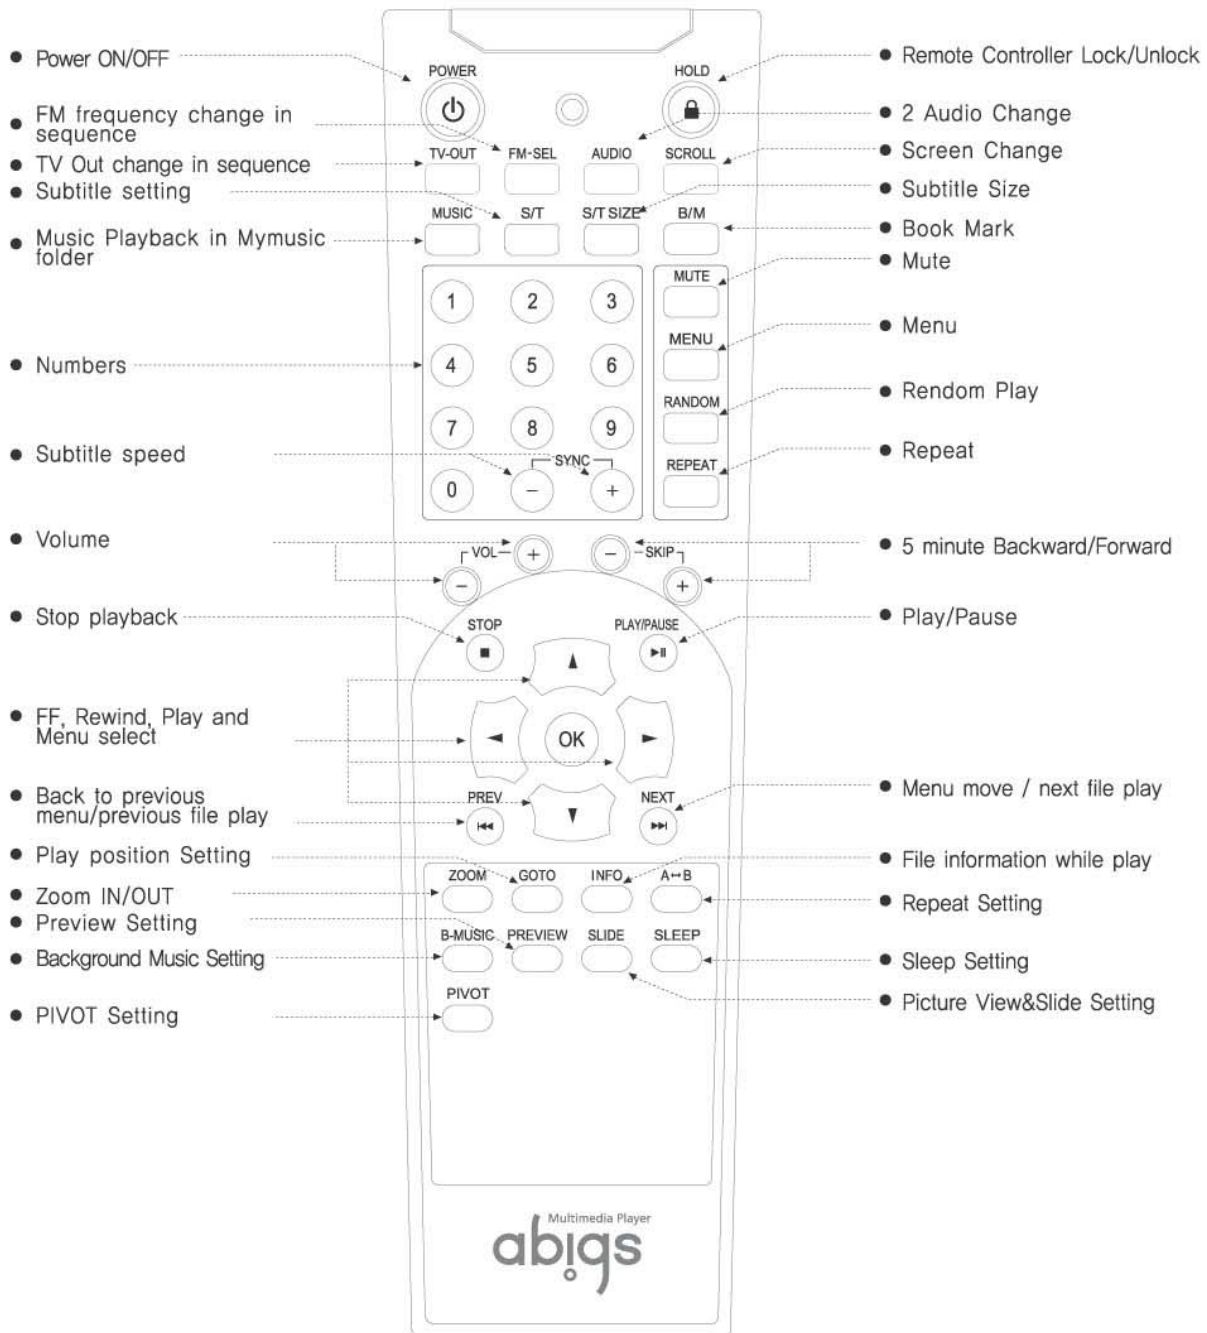 ● Power ON/OFF
● FM frequency change in
sequence
● TV Out change in sequence
● Subtitle setting
● Music Playback in Mymusic
folder
● Numbers
● Subtitle speed
● Volume
● Stop playback
● FF, Rewind, Play and
Menu select
● Back to previous
menu/previous file play
● Play position Setting
● Zoom IN/OUT
● Preview Setting
● Background Music Setting
● PIVOT Setting
POWER HOLD
TV-OUT FM-SEL AUDIO SCROLL
MUSIC S/T S/T SIZE B/M
1 2 3
4 5 6
7 8 9
SYNC
0 - +
MUTE
MENU
RANDOM
REPEAT
- VOL + - SKIP +
STOP PLAY/PAUSE
OK
PREV NEXT
ZOOM GOTO INFO A↔B
B-MUSIC PREVIEW SLIDE SLEEP
PIVOT
Multimedia Player
abigs
● Remote Controller Lock/Unlock
● 2 Audio Change
● Screen Change
● Subtitle Size
● Book Mark
● Mute
● Menu
● Rendom Play
● Repeat
● 5 minute Backward/Forward
● Play/Pause
● Menu move / next file play
● File information while play
● Repeat Setting
● Sleep Setting
● Picture View&Slide Setting